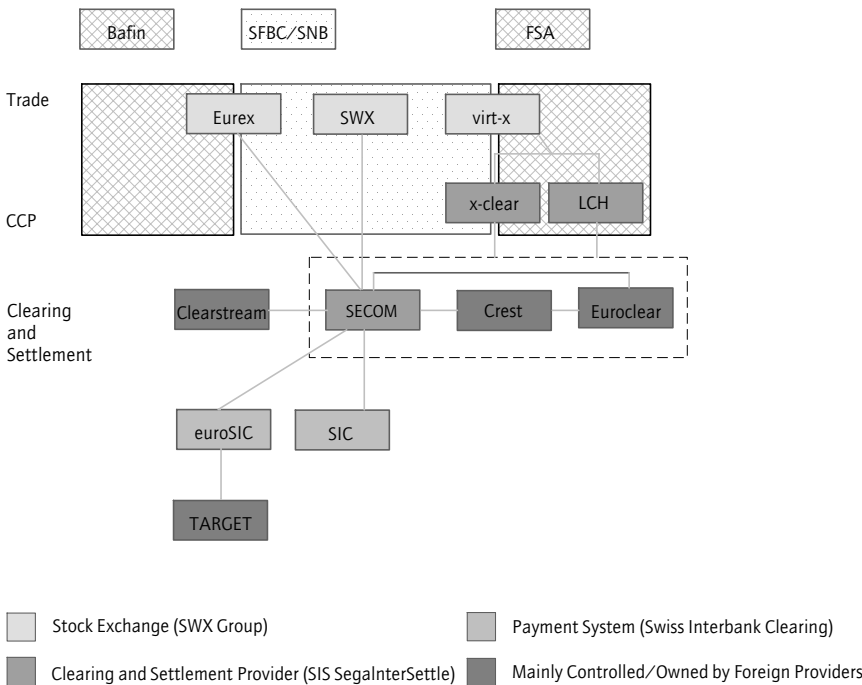 Bafin SFBC/SNB FSA
Trade
Eurex SWX virt-x
x-clear LCH
CCP
Clearing
and
Settlement
Clearstream SECOM Crest Euroclear
euroSIC SIC
TARGET
Stock Exchange (SWX Group)
Payment System (Swiss Interbank Clearing)
Clearing and Settlement Provider (SIS SegaInterSettle)
Mainly Controlled/Owned by Foreign Providers